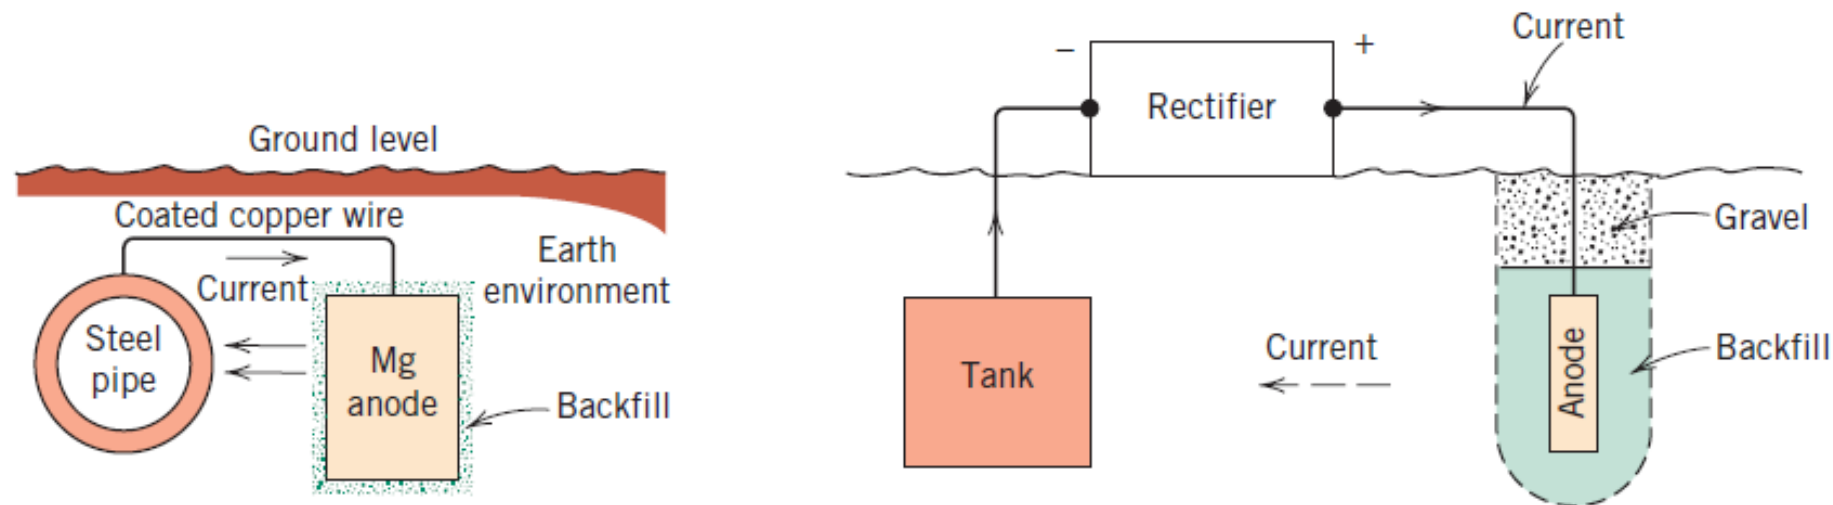 Ground level
Coated copper wire
Current
Earth
environment
Steel
pipe
Mg
anode
Backfill
−
+
Rectifier
Current
Gravel
Tank
Current
Anode
Backfill